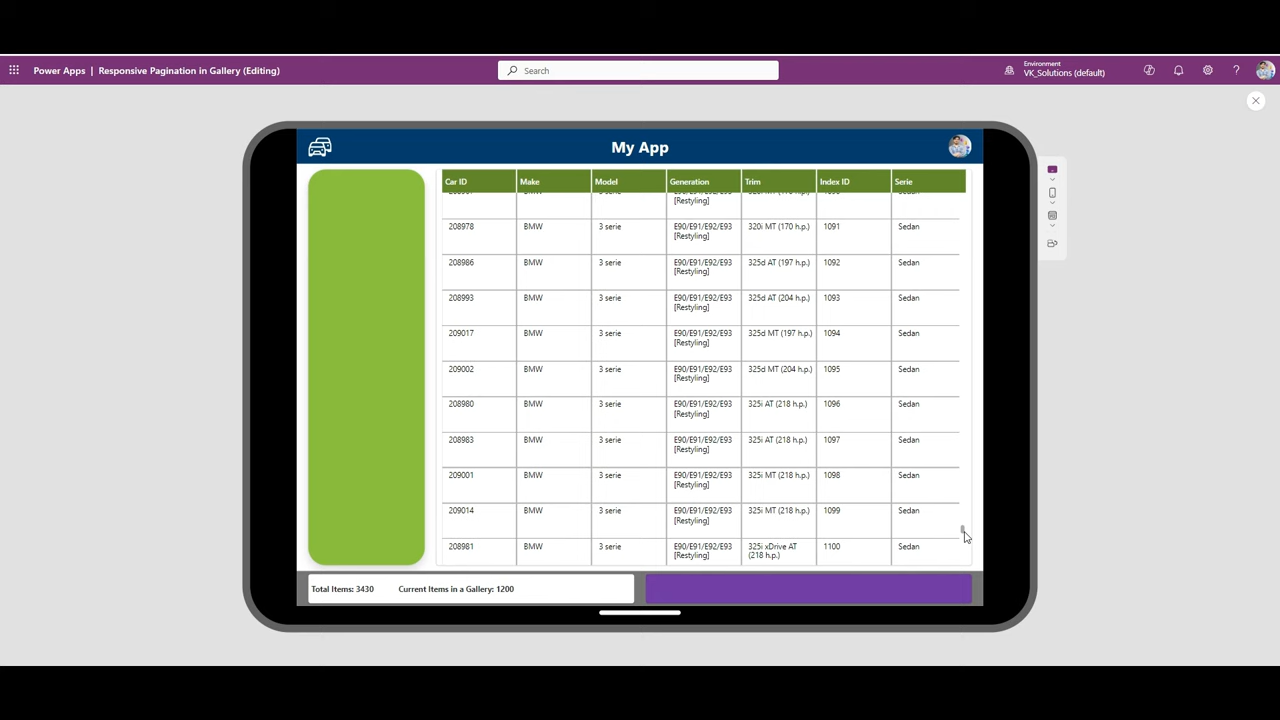 Power Apps | Responsive Pagination in Gallery (Editing)
Search
Environment
VK_Solutions (default)
My App
Car ID Make Model Generation Trim Index ID Serie
[Restyling]
208978 BMW 3 serie E90/E91/E92/E93 320i MT (170 h.p.) 1091 Sedan
[Restyling]
208986 BMW 3 serie E90/E91/E92/E93 325d AT (197 h.p.) 1092 Sedan
[Restyling]
208993 BMW 3 serie E90/E91/E92/E93 325d AT (204 h.p.) 1093 Sedan
[Restyling]
209017 BMW 3 serie E90/E91/E92/E93 325d MT (197 h.p.) 1094 Sedan
[Restyling]
209002 BMW 3 serie E90/E91/E92/E93 325d MT (204 h.p.) 1095 Sedan
[Restyling]
208980 BMW 3 serie E90/E91/E92/E93 325i AT (218 h.p.) 1096 Sedan
[Restyling]
208983 BMW 3 serie E90/E91/E92/E93 325i AT (218 h.p.) 1097 Sedan
[Restyling]
209001 BMW 3 serie E90/E91/E92/E93 325i MT (218 h.p.) 1098 Sedan
[Restyling]
209014 BMW 3 serie E90/E91/E92/E93 325i MT (218 h.p.) 1099 Sedan
[Restyling]
208981 BMW 3 serie E90/E91/E92/E93 325i xDrive AT 1100 Sedan
[Restyling] (218 h.p.)
Total Items: 3430 Current Items in a Gallery: 1200